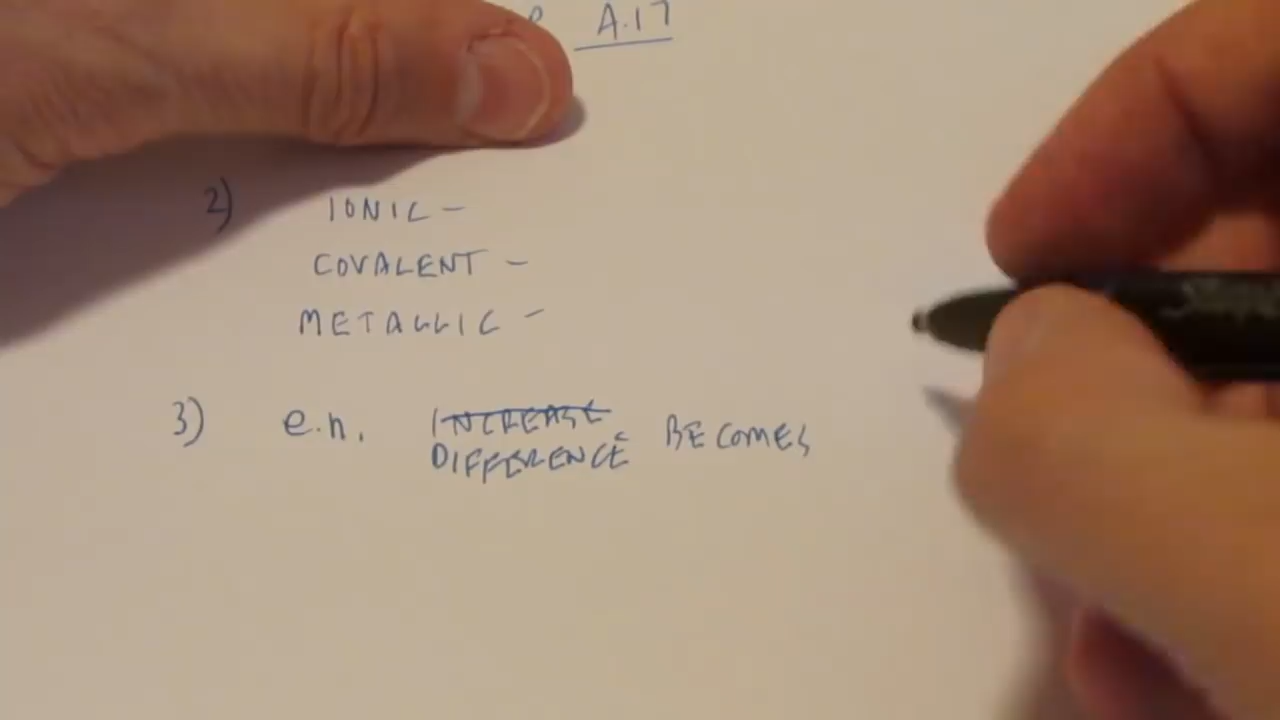 A.17
2) IONIC –
COVALENT –
METALLIC –
3) e.n. INCREASE
DIFFERENCE BECOMES